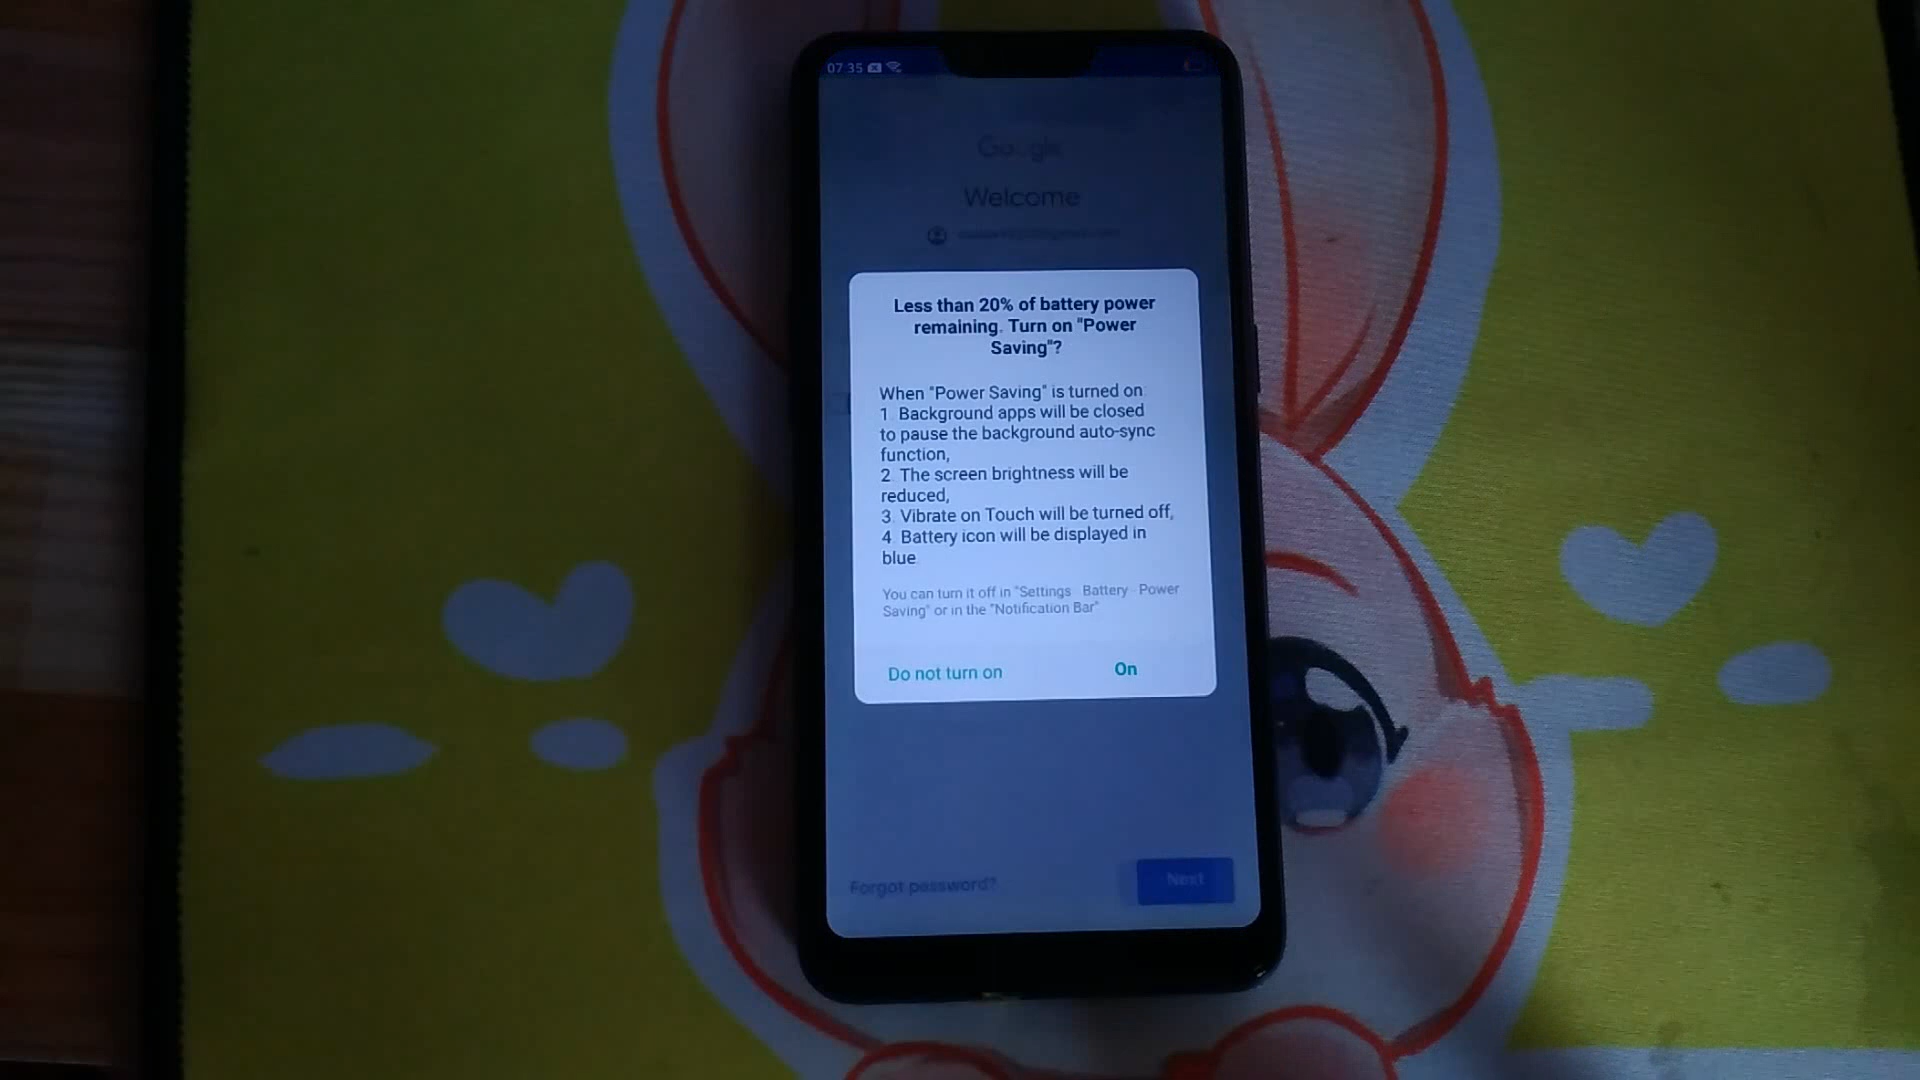 07:35
Google
Welcome
Less than 20% of battery power
remaining. Turn on "Power
Saving"?
When "Power Saving" is turned on:
1. Background apps will be closed
to pause the background auto-sync
function,
2. The screen brightness will be
reduced,
3. Vibrate on Touch will be turned off,
4. Battery icon will be displayed in
blue.
You can turn it off in "Settings - Battery - Power
Saving" or in the "Notification Bar"
Do not turn on
On
Forgot password?
Next